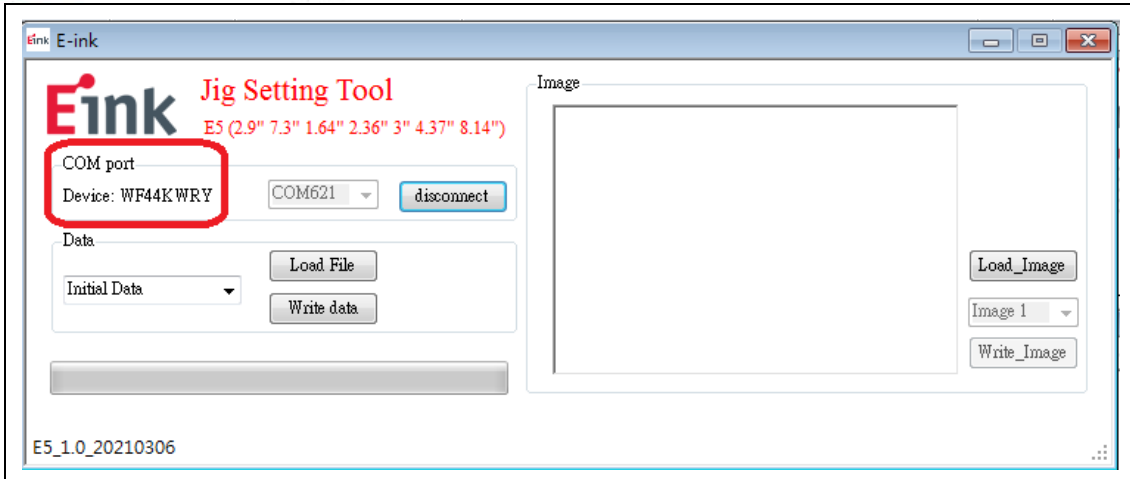 Eink E-ink
Eink
Jig Setting Tool
E5 (2.9" 7.3" 1.64" 2.36" 3" 4.37" 8.14")
COM port
Device: WF44KWRY
COM621
disconnect
Data
Initial Data
Load File
Write data
Image
Load_Image
Image 1
Write_Image
E5_1.0_20210306